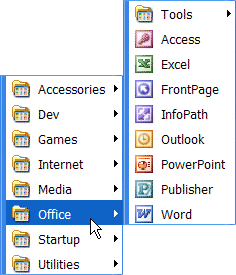 Accessories
Dev
Games
Internet
Media
Office
Startup
Utilities
Tools
Access
Excel
FrontPage
InfoPath
Outlook
PowerPoint
Publisher
Word